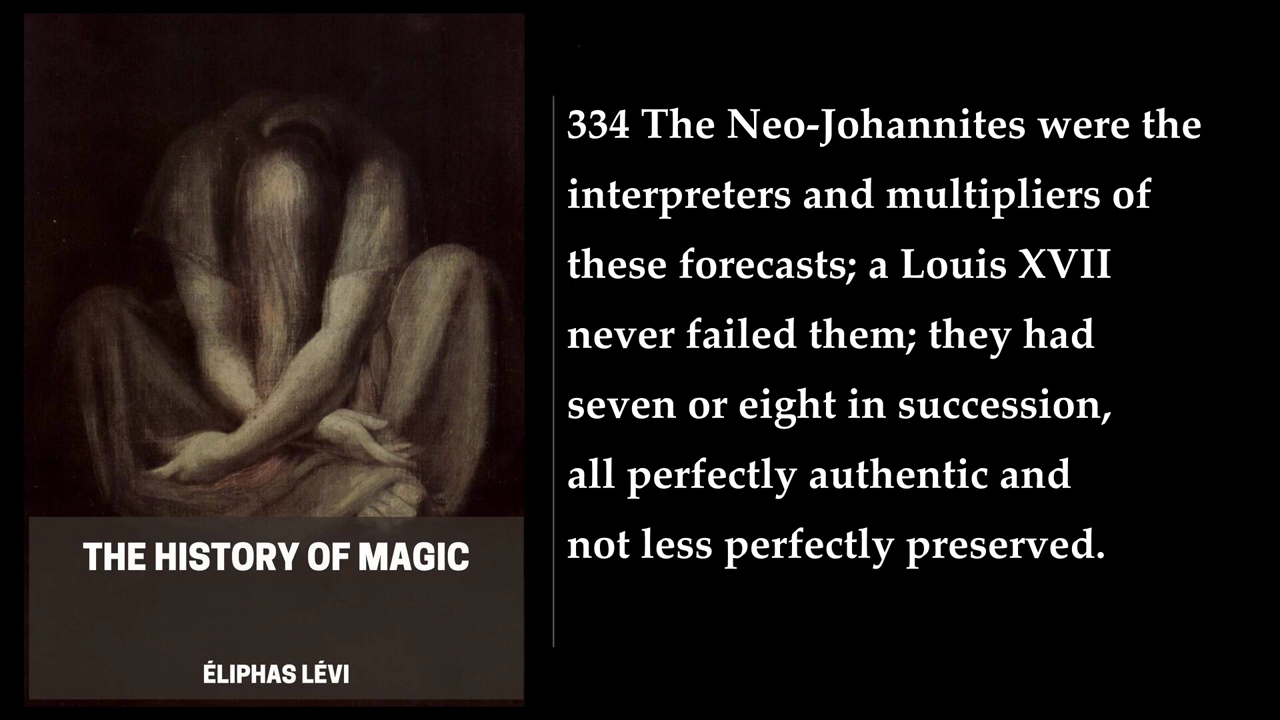 THE HISTORY OF MAGIC
ÉLIPHAS LÉVI
334 The Neo-Johannites were the
interpreters and multipliers of
these forecasts; a Louis XVII
never failed them; they had
seven or eight in succession,
all perfectly authentic and
not less perfectly preserved.